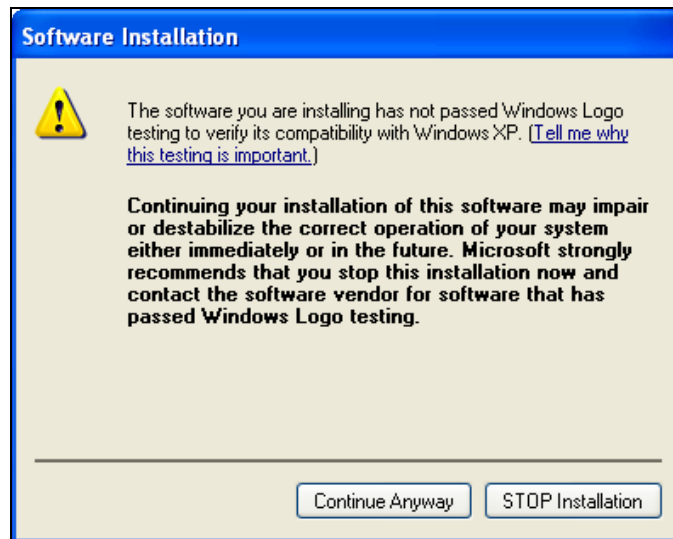 Software Installation
The software you are installing has not passed Windows Logo
testing to verify its compatibility with Windows XP. (Tell me why
this testing is important.)
Continuing your installation of this software may impair
or destabilize the correct operation of your system
either immediately or in the future. Microsoft strongly
recommends that you stop this installation now and
contact the software vendor for software that has
passed Windows Logo testing.
Continue Anyway
STOP Installation